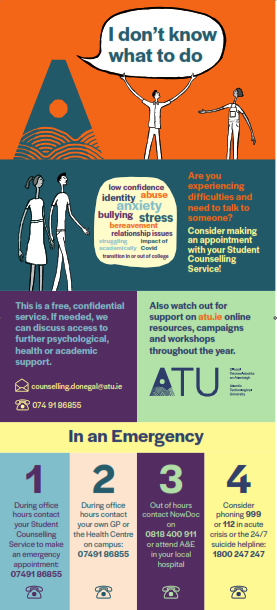 I don't know
what to do
low confidence
identity abuse
anxiety
bullying stress
bereavement
relationship issues
struggling academically
impact of Covid
transition in or out of college
Are you
experiencing
difficulties and
need to talk to
someone?
Consider making
an appointment
with your Student
Counselling
Service!
This is a free, confidential
service. If needed, we
can discuss access to
further psychological,
health or academic
support.
counselling.donegal@atu.ie
074 9186855
Also watch out for
support on atu.ie online
resources, campaigns
and workshops
throughout the year.
ATU
In an Emergency
1
During office
hours contact
your Student
Counselling
Service to make
an emergency
appointment:
07491 86855
2
During office
hours contact
your own GP or
the Health Centre
on campus:
07491 86855
3
Out of hours
contact NowDoc
on
0818 400 911
or attend A&E
in your local
hospital
4
Consider
phoning 999
or 112 in acute
crisis or the 24/7
suicide helpline:
1800 247 247